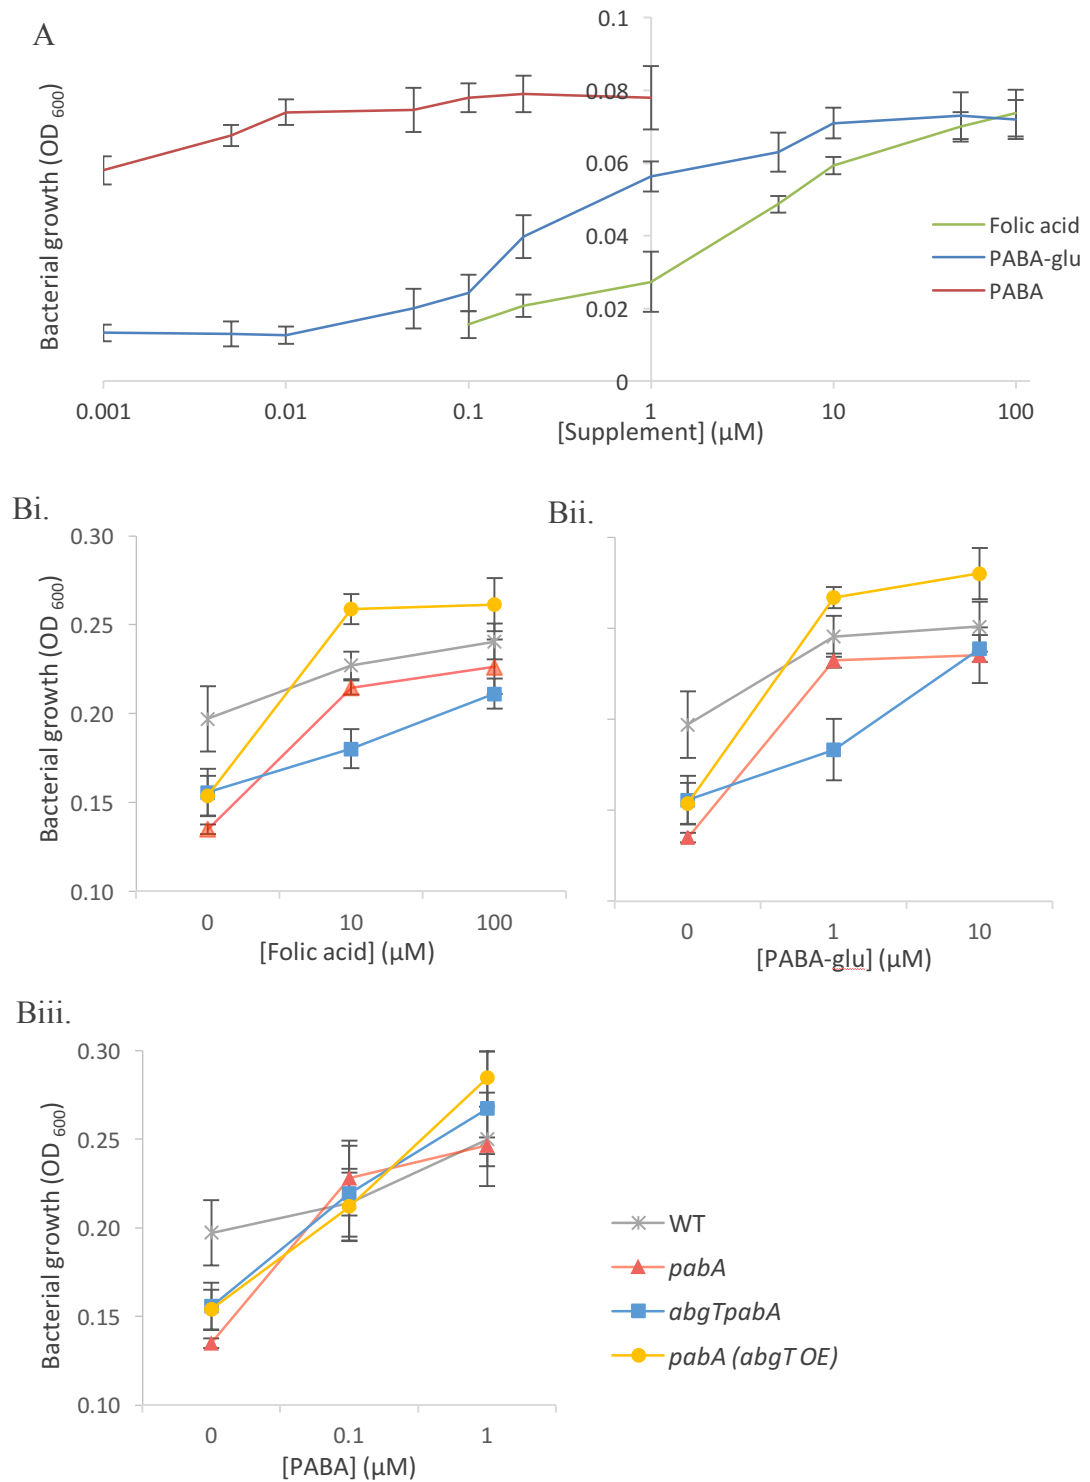 A
Bacterial growth (OD 600)
0.1
0.08
0.06
0.04
0.02
0
0.001 0.01 0.1 1 10 100
[Supplement] (µM)
Folic acid
PABA-glu
PABA
Bi.
Bacterial growth (OD 600)
0.30
0.25
0.20
0.15
0.10
0 10 100
[Folic acid] (µM)
Bii.
0 1 10
[PABA-glu] (µM)
Biii.
Bacterial growth (OD 600)
0.30
0.25
0.20
0.15
0.10
0 0.1 1
[PABA] (µM)
WT
pabA
abgTpabA
pabA (abgT OE)